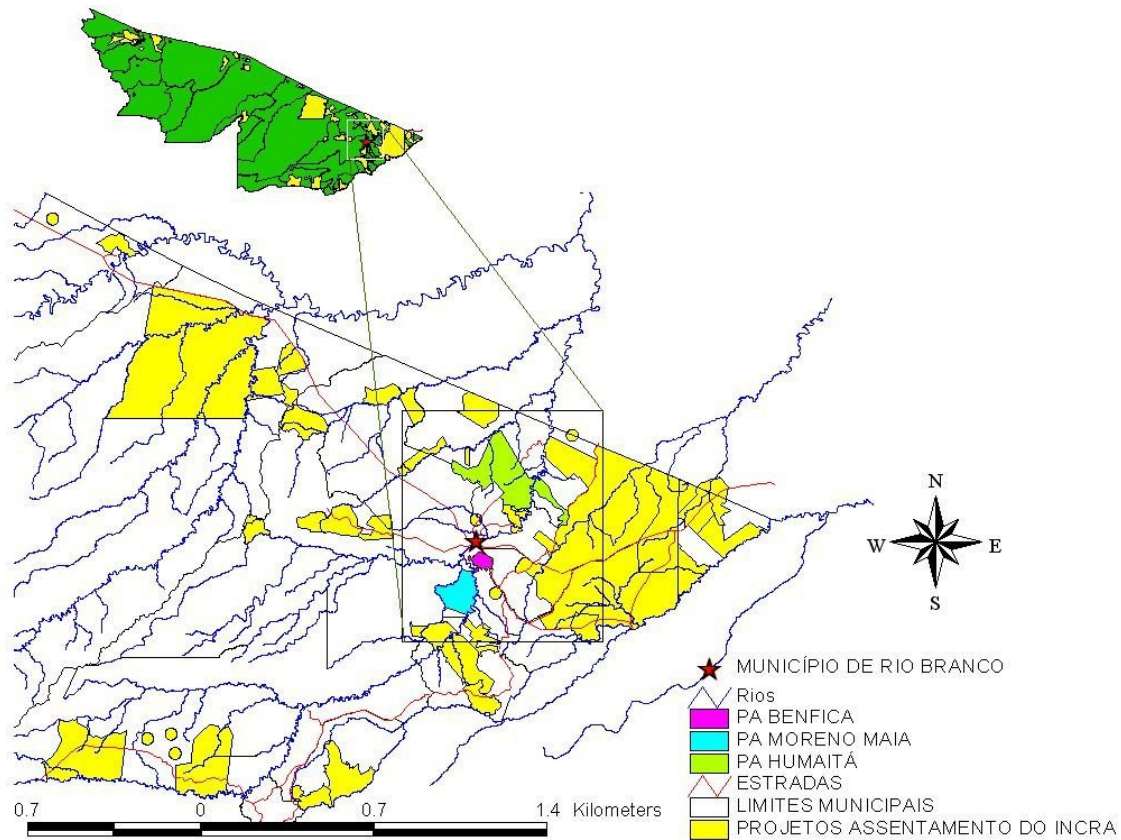 N
W E
S
MUNICÍPIO DE RIO BRANCO
Rios
PA BENFICA
PA MORENO MAIA
PA HUMAITÁ
ESTRADAS
LIMITES MUNICIPAIS
PROJETOS ASSENTAMENTO DO INCRA
0.7 0 0.7 1.4 Kilometers